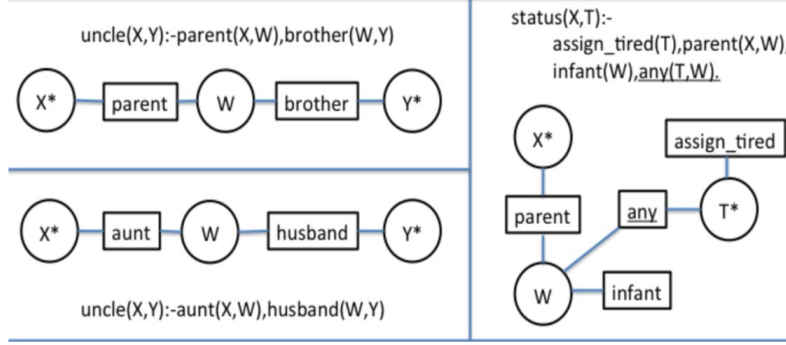 uncle(X,Y):-parent(X,W),brother(W,Y)
X* parent W brother Y*
X* aunt W husband Y*
uncle(X,Y):-aunt(X,W),husband(W,Y)
status(X,T):-
assign_tired(T),parent(X,W),
infant(W),any(T,W).
X*
assign_tired
parent
any
T*
W
infant